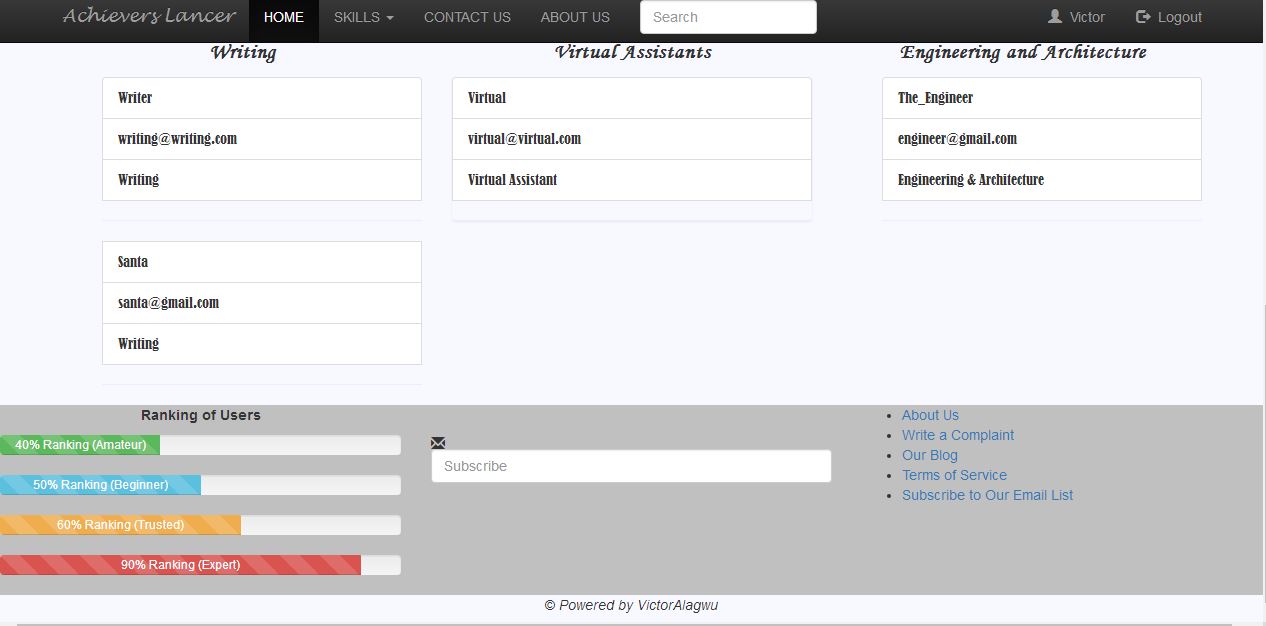 Achievers Lancer HOME SKILLS CONTACT US ABOUT US Search Victor Logout
Writing
Writer
writing@writing.com
Writing
Santa
santa@gmail.com
Writing
Virtual Assistants
Virtual
virtual@virtual.com
Virtual Assistant
Engineering and Architecture
The_Engineer
engineer@gmail.com
Engineering & Architecture
Ranking of Users
40% Ranking (Amateur)
50% Ranking (Beginner)
60% Ranking (Trusted)
90% Ranking (Expert)
Subscribe
About Us
Write a Complaint
Our Blog
Terms of Service
Subscribe to Our Email List
© Powered by VictorAlagwu